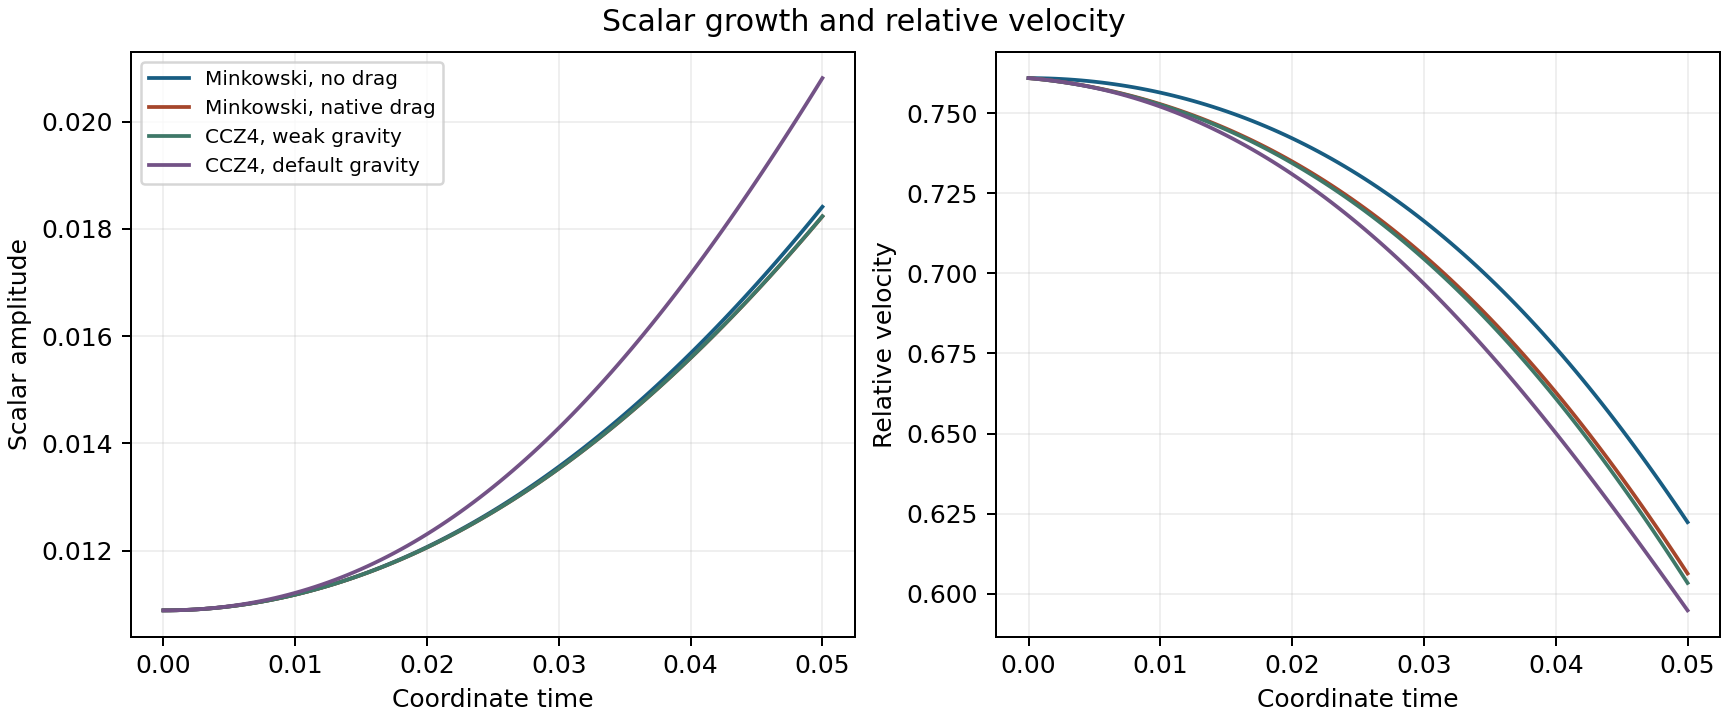 Scalar growth and relative velocity
Minkowski, no drag
Minkowski, native drag
CCZ4, weak gravity
CCZ4, default gravity
Scalar amplitude
0.020
0.018
0.016
0.014
0.012
0.00 0.01 0.02 0.03 0.04 0.05
Coordinate time
Relative velocity
0.750
0.725
0.700
0.675
0.650
0.625
0.600
0.00 0.01 0.02 0.03 0.04 0.05
Coordinate time